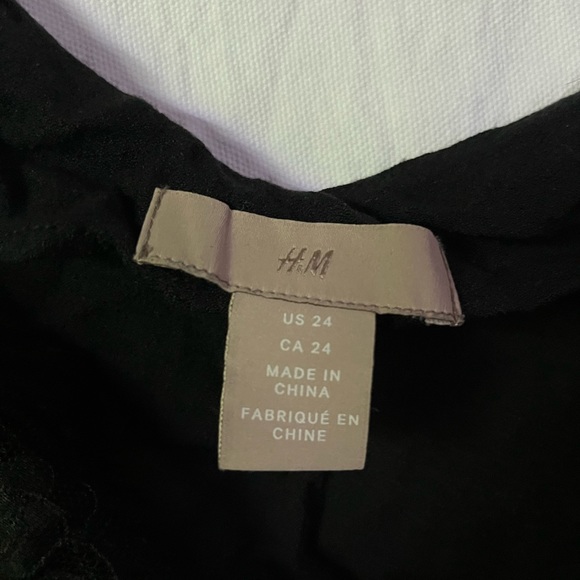 H&M
US 24
CA 24
MADE IN
CHINA
FABRIQUÉ EN
CHINE